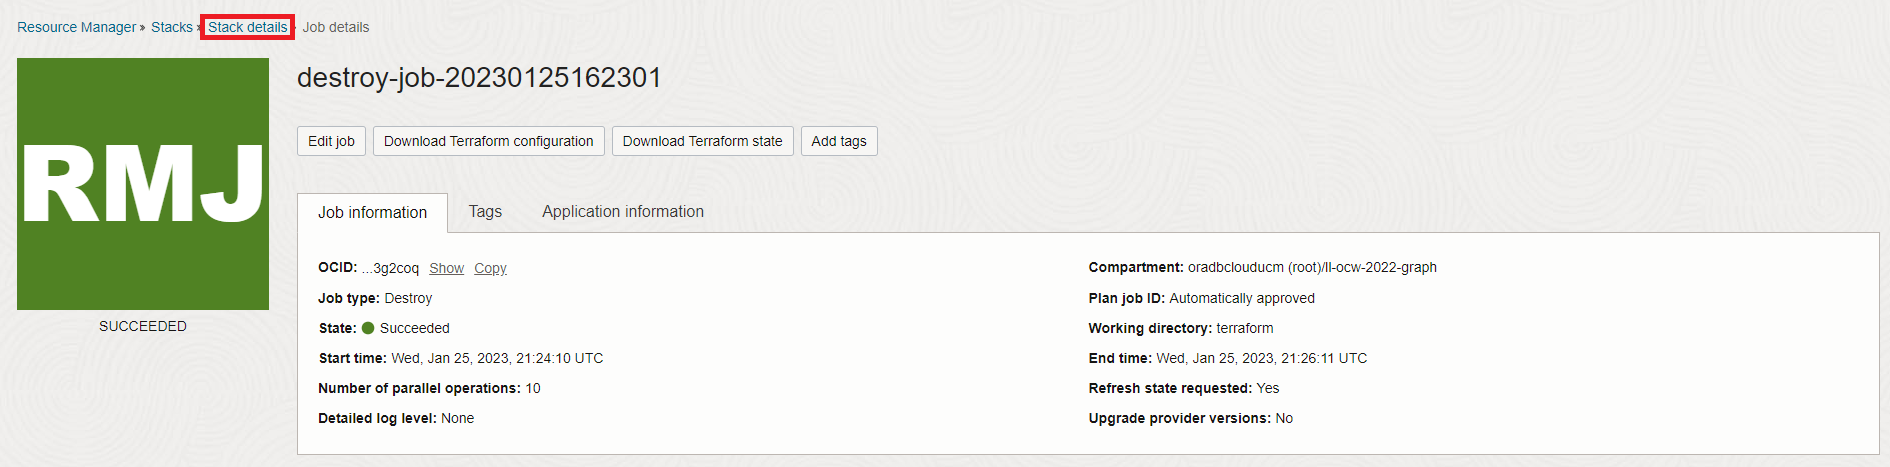 Resource Manager » Stacks » Stack details » Job details
destroy-job-20230125162301
Edit job Download Terraform configuration Download Terraform state Add tags
RMJ
SUCCEEDED
Job information Tags Application information
OCID: ...3g2coq Show Copy
Job type: Destroy
State: Succeeded
Start time: Wed, Jan 25, 2023, 21:24:10 UTC
Number of parallel operations: 10
Detailed log level: None
Compartment: oradbclouducm (root)/ll-ocw-2022-graph
Plan job ID: Automatically approved
Working directory: terraform
End time: Wed, Jan 25, 2023, 21:26:11 UTC
Refresh state requested: Yes
Upgrade provider versions: No